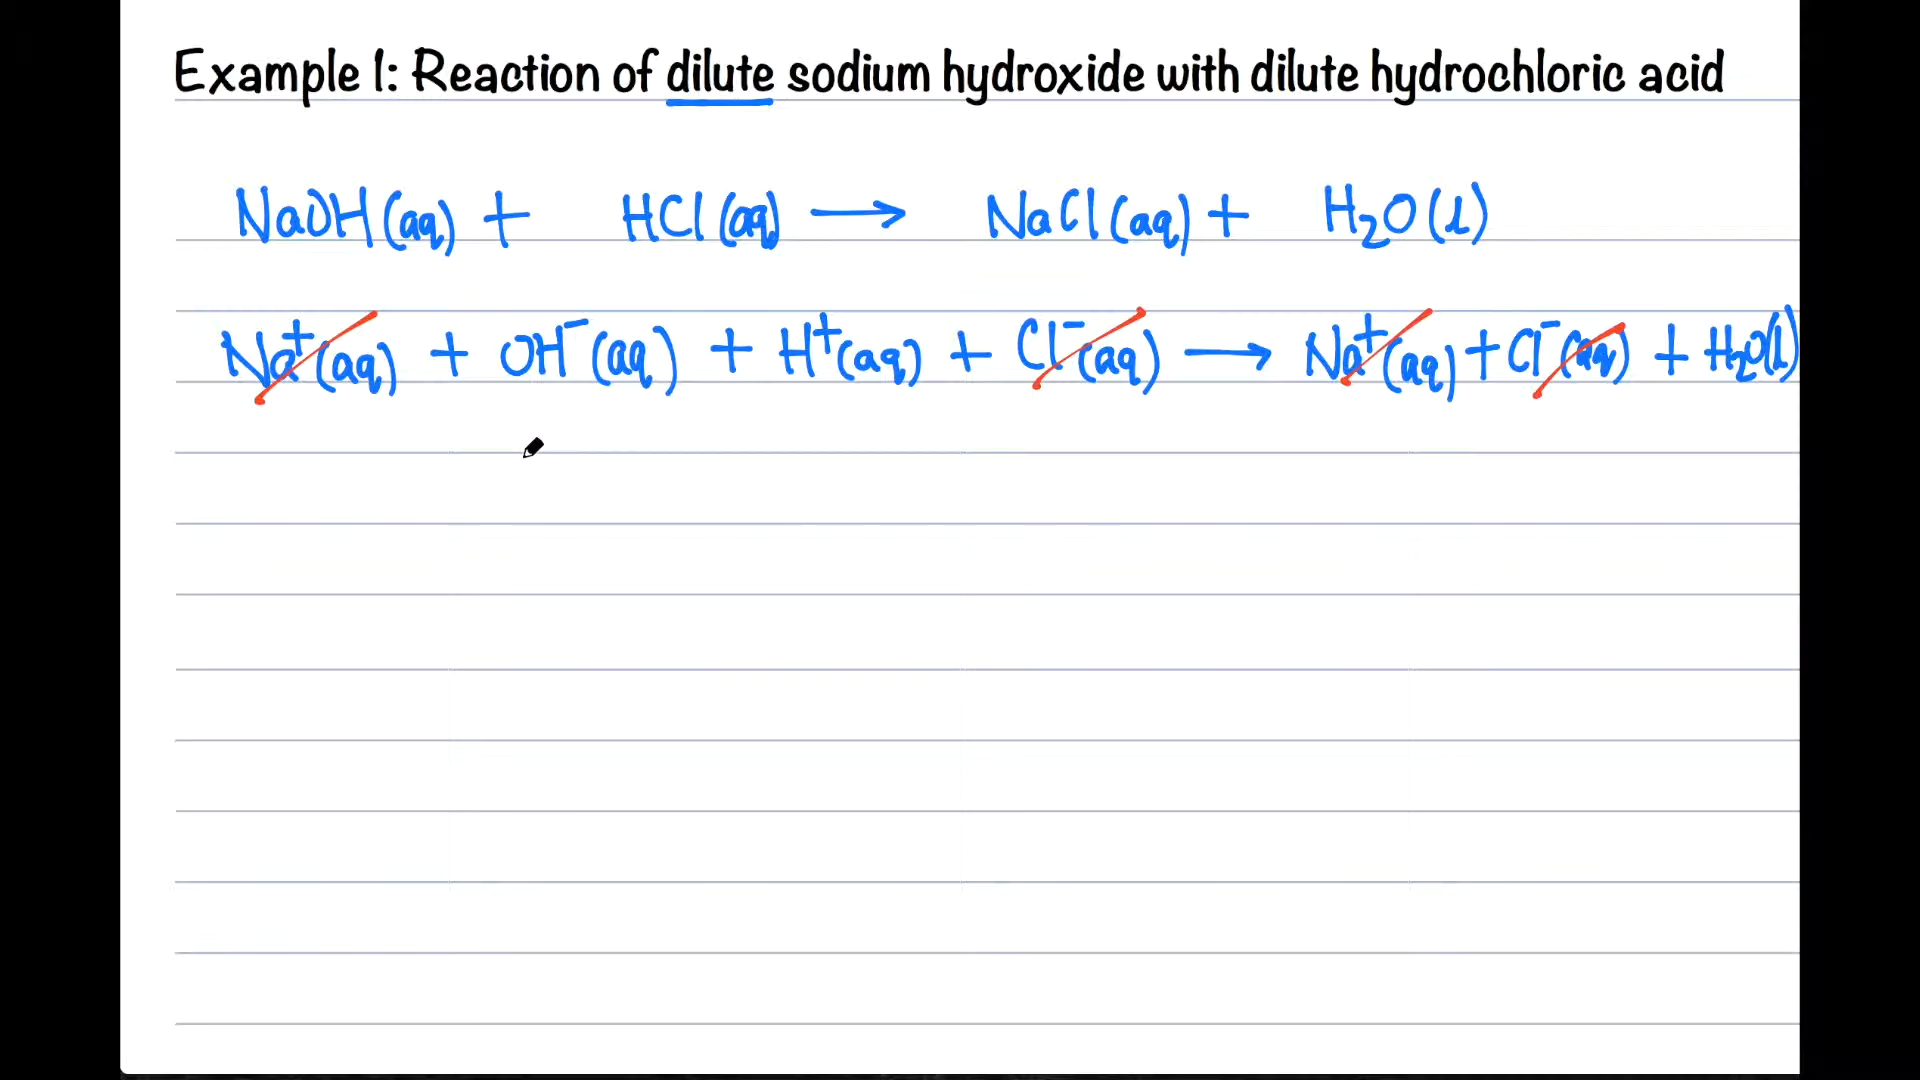 Example 1: Reaction of dilute sodium hydroxide with dilute hydrochloric acid
NaOH(aq) + HCl(aq) → NaCl(aq) + H₂O(l)
Na⁺(aq) + OH⁻(aq) + H⁺(aq) + Cl⁻(aq) → Na⁺(aq) + Cl⁻(aq) + H₂O(l)